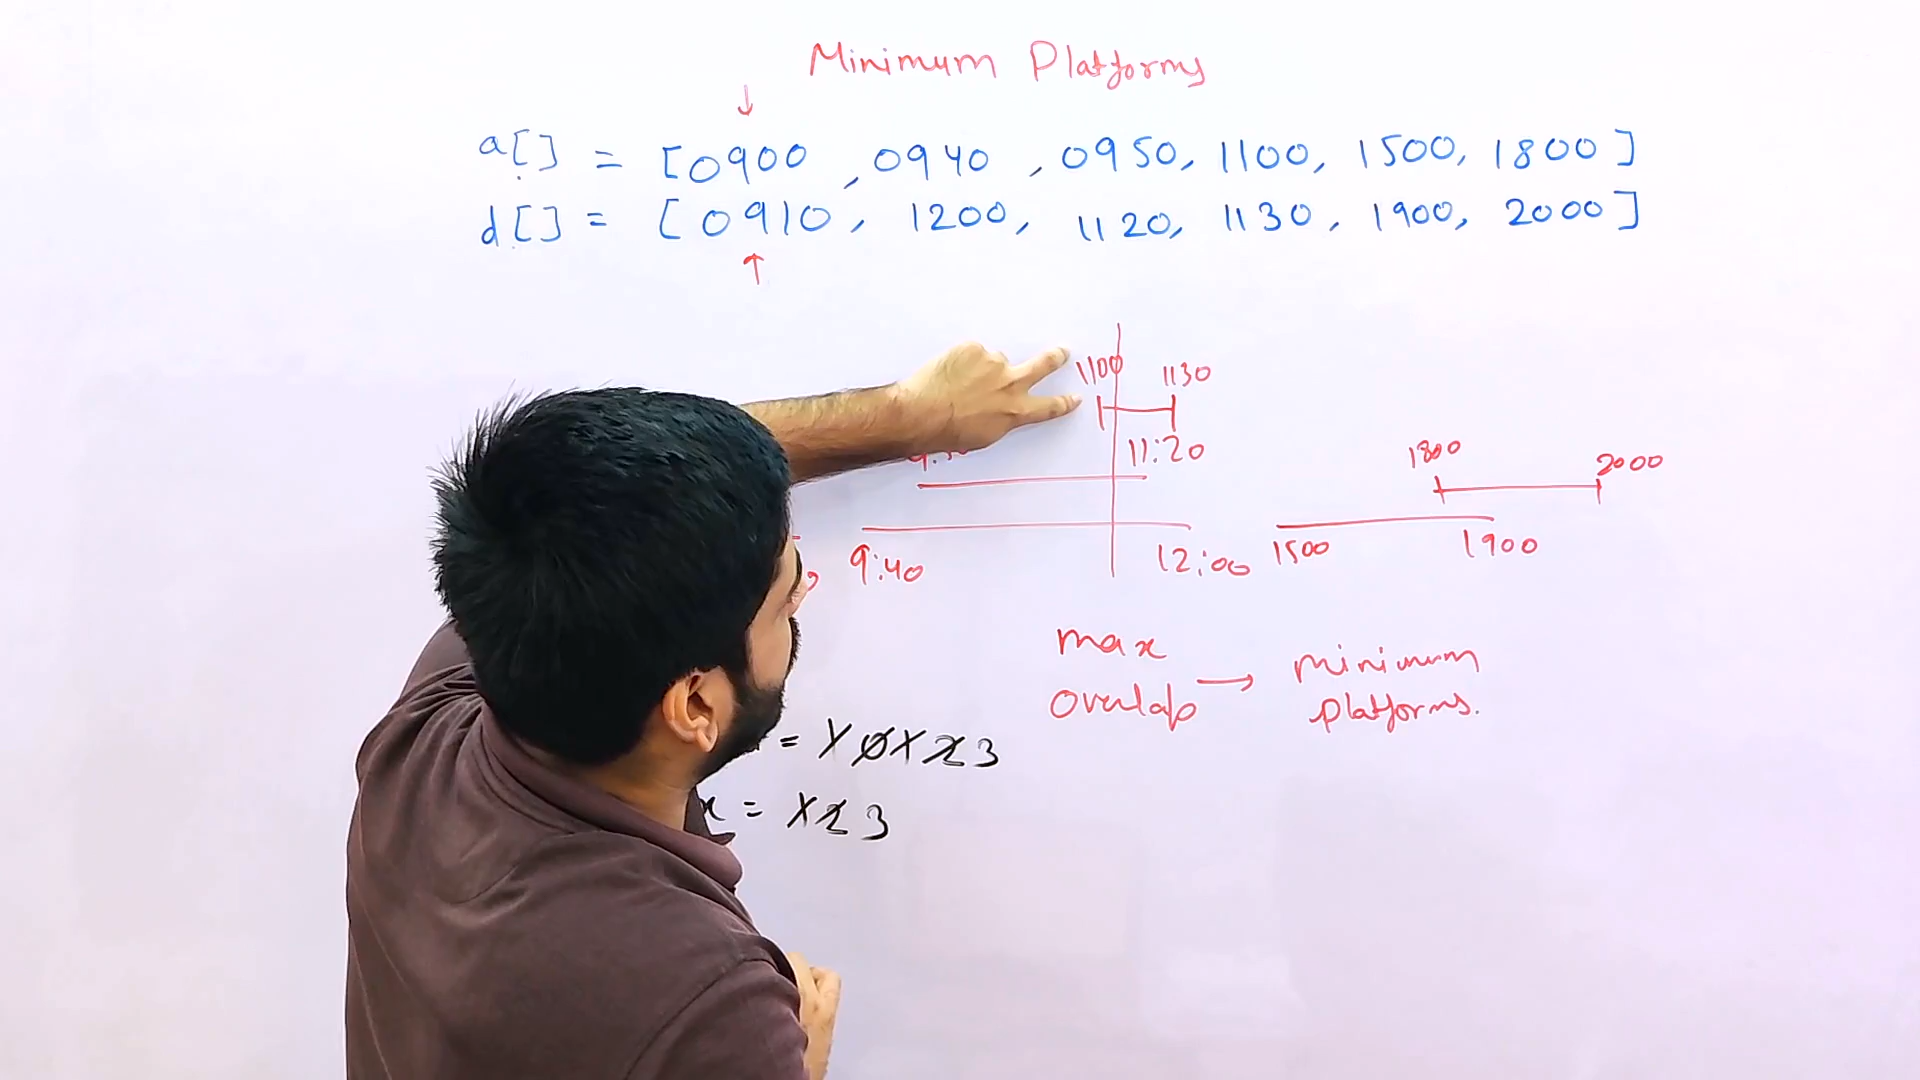 Minimum Platforms
a[] = [0900, 0940, 0950, 1100, 1500, 1800]
d[] = [0910, 1200, 1120, 1130, 1900, 2000]
1100 1130
11:20
1800 2000
9:40 12:00 1500 1900
max overlap → minimum platforms.
= 1 0 1 2 3
= 1 2 3